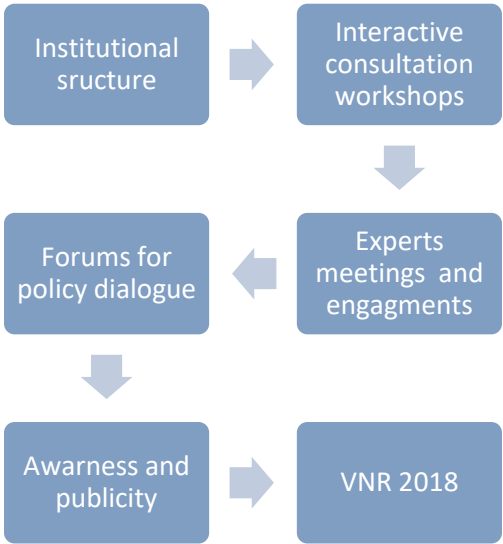 Institutional
sructure
Interactive
consultation
workshops
Experts
meetings and
engagments
Forums for
policy dialogue
Awarness and
publicity
VNR 2018